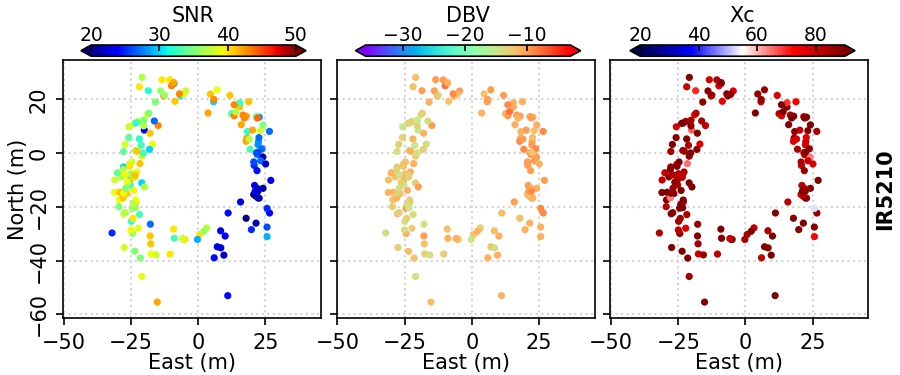 SNR DBV Xc
20 30 40 50 −30 −20 −10 20 40 60 80
20
0
−20
−40
−60
North (m)
−50 −25 0 25 −50 −25 0 25 −50 −25 0 25
East (m) East (m) East (m)
IR5210